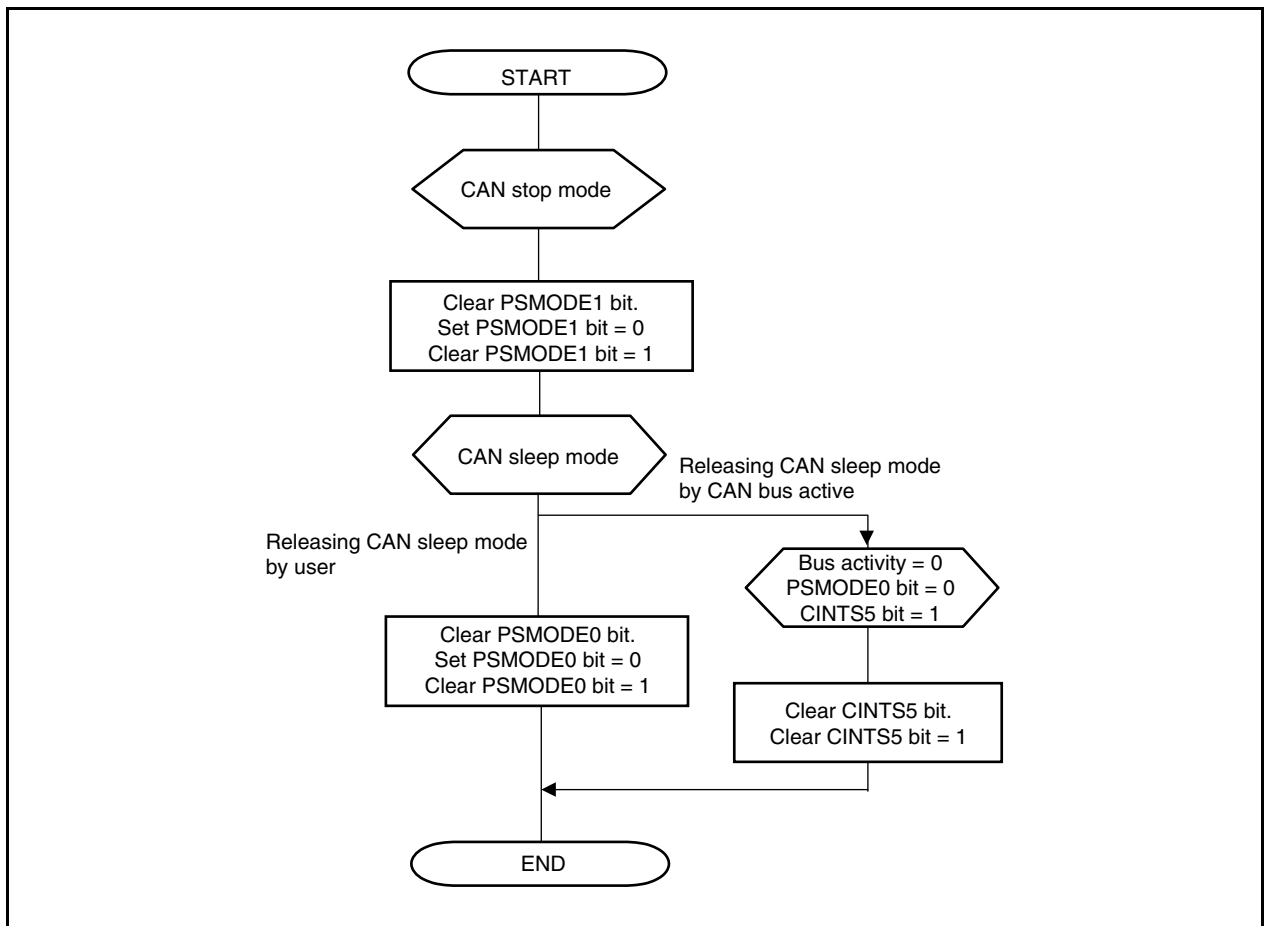 START
CAN stop mode
Clear PSMODE1 bit.
Set PSMODE1 bit = 0
Clear PSMODE1 bit = 1
CAN sleep mode
Releasing CAN sleep mode
by CAN bus active
Releasing CAN sleep mode
by user
Bus activity = 0
PSMODE0 bit = 0
CINTS5 bit = 1
Clear PSMODE0 bit.
Set PSMODE0 bit = 0
Clear PSMODE0 bit = 1
Clear CINTS5 bit.
Clear CINTS5 bit = 1
END